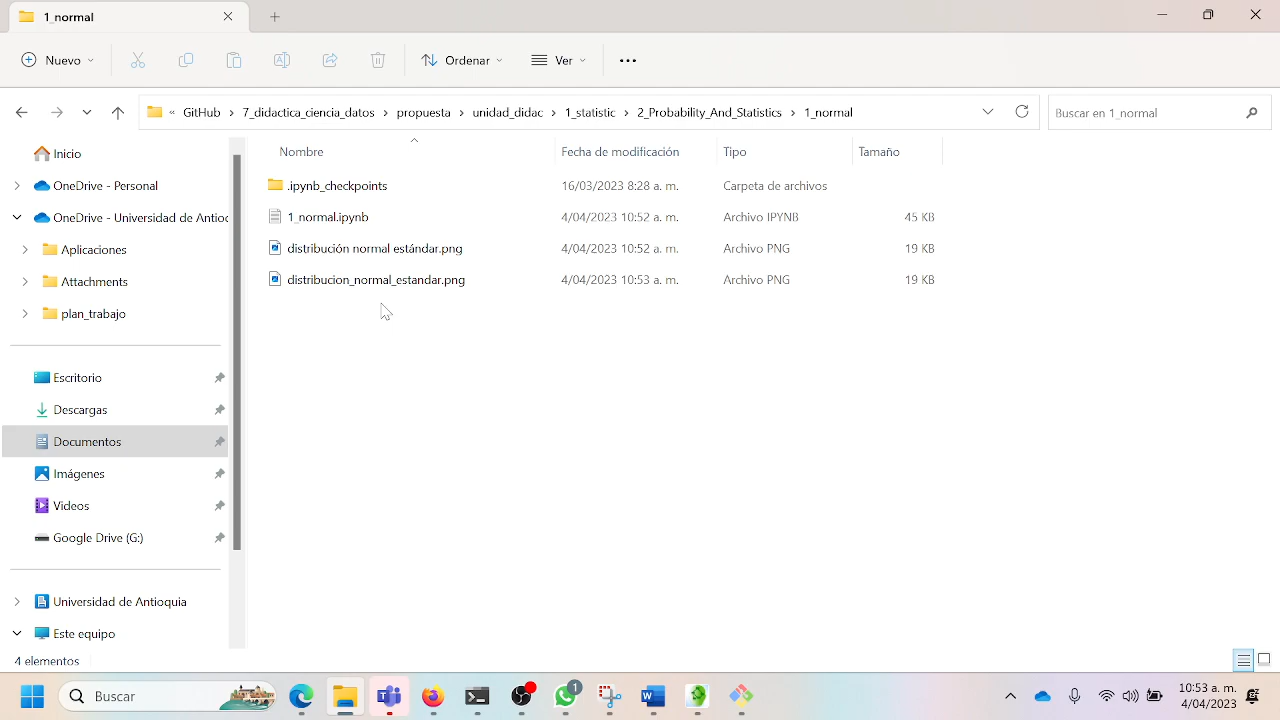 1_normal
Nuevo
Ordenar
Ver
« GitHub > 7_didactica_ciencia_datos > propuesta > unidad_didac > 1_statistic > 2_Probability_And_Statistics > 1_normal
Buscar en 1_normal
Nombre Fecha de modificación Tipo Tamaño
.ipynb_checkpoints 16/03/2023 8:28 a. m. Carpeta de archivos
1_normal.ipynb 4/04/2023 10:52 a. m. Archivo IPYNB 45 KB
distribución normal estándar.png 4/04/2023 10:52 a. m. Archivo PNG 19 KB
distribucion_normal_estandar.png 4/04/2023 10:53 a. m. Archivo PNG 19 KB
Inicio
OneDrive - Personal
OneDrive - Universidad de Antioc
Aplicaciones
Attachments
plan_trabajo
Escritorio
Descargas
Documentos
Imágenes
Videos
Google Drive (G:)
Universidad de Antioquia
Este equipo
4 elementos
Buscar
1
10:53 a. m.
4/04/2023